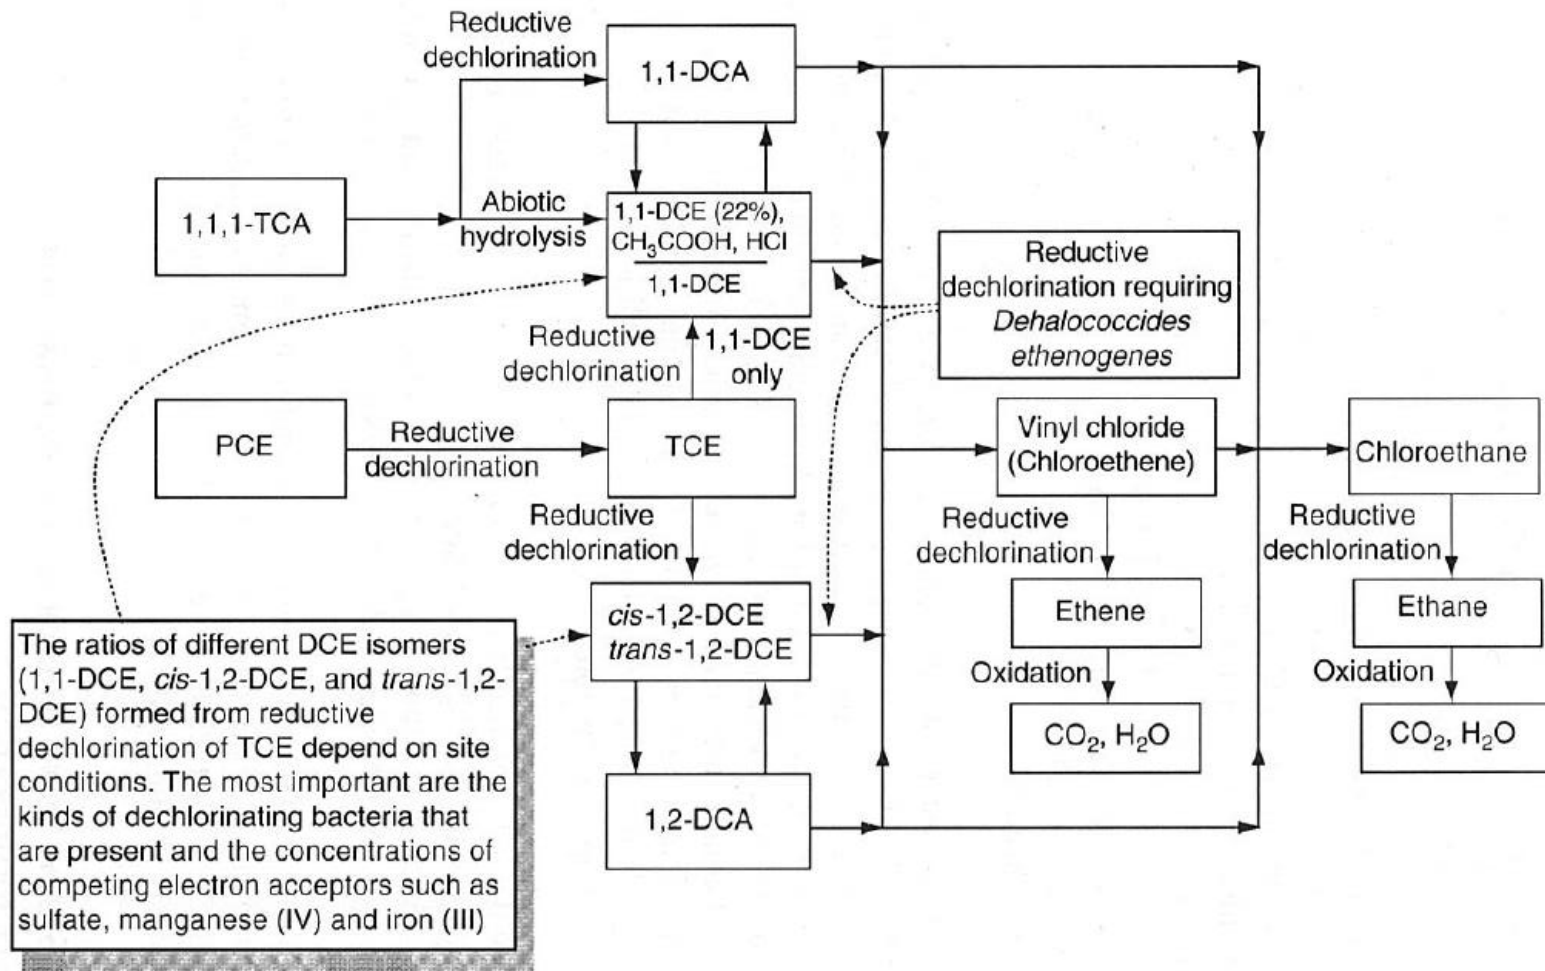 Reductive
dechlorination
1,1-DCA
1,1,1-TCA
Abiotic
hydrolysis
1,1-DCE (22%),
CH₃COOH, HCl
1,1-DCE
Reductive
dechlorination requiring
Dehalococcides
ethenogenes
Reductive
dechlorination
1,1-DCE
only
PCE
Reductive
dechlorination
TCE
Vinyl chloride
(Chloroethene)
Chloroethane
Reductive
dechlorination
Reductive
dechlorination
Reductive
dechlorination
cis-1,2-DCE
trans-1,2-DCE
Ethene
Ethane
Oxidation
Oxidation
CO₂, H₂O
CO₂, H₂O
1,2-DCA
The ratios of different DCE isomers
(1,1-DCE, cis-1,2-DCE, and trans-1,2-
DCE) formed from reductive
dechlorination of TCE depend on site
conditions. The most important are the
kinds of dechlorinating bacteria that
are present and the concentrations of
competing electron acceptors such as
sulfate, manganese (IV) and iron (III)